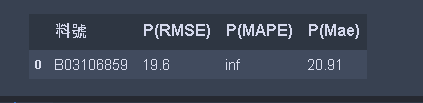 料號 P(RMSE) P(MAPE) P(Mae)
0 B03106859 19.6 inf 20.91